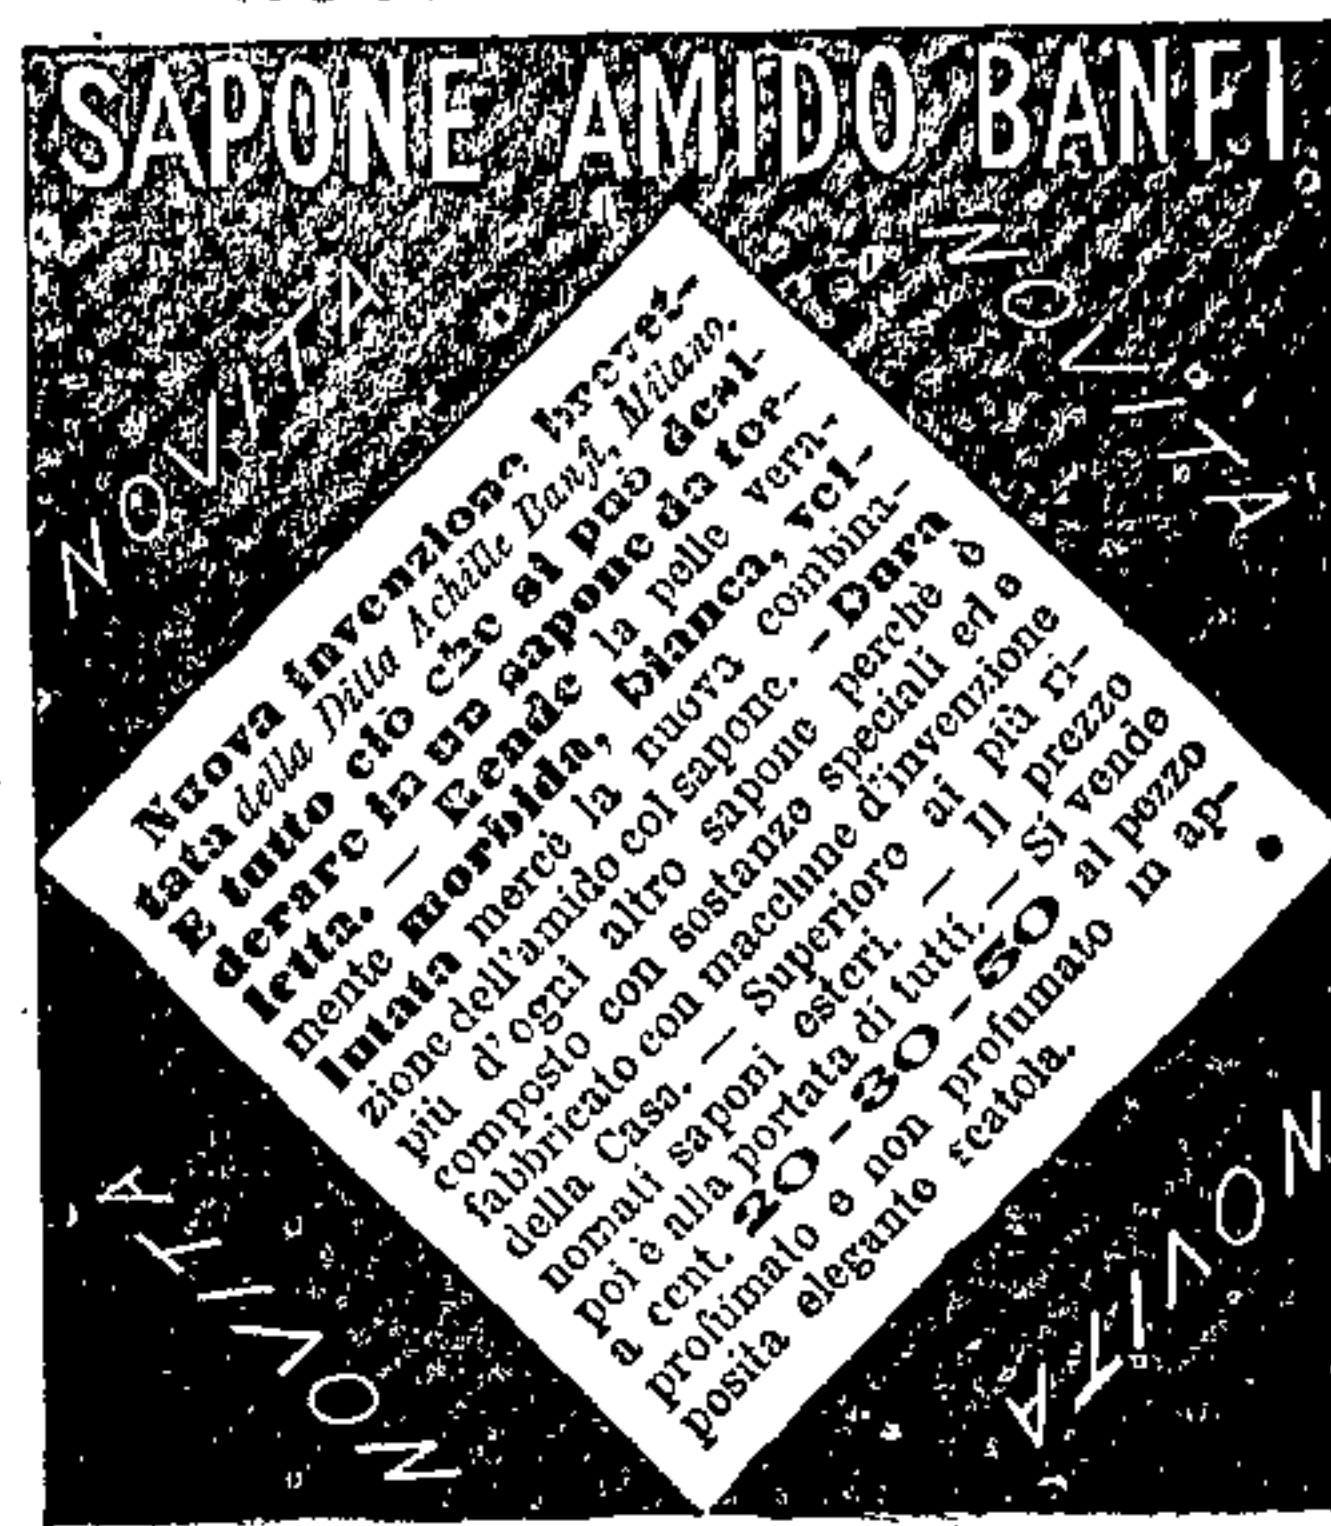 SAPONE AMIDO BANFI
NOVITA
NOVITA
Nuova invenzione brevet-
tata della Ditta Achille Banfi, Milano.
E tutto ciò che si può desi-
derare in un sapone da toe-
letta. — Rende la pelle vera-
mente morbida, bianca, vel-
lutata mercè la nuova combina-
zione dell'amido col sapone. - Dura
più d'ogni altro sapone perchè è
composto con sostanze speciali ed è
fabbricato con macchine d'invenzione
della Casa. — Superiore ai più ri-
nomati saponi esteri. — Il prezzo
poi è alla portata di tutti. — Si vende
a cent. 20-30-50 al pezzo
profumato e non profumato in ap-
posita elegante scatola.
NOVITA
NOVITA